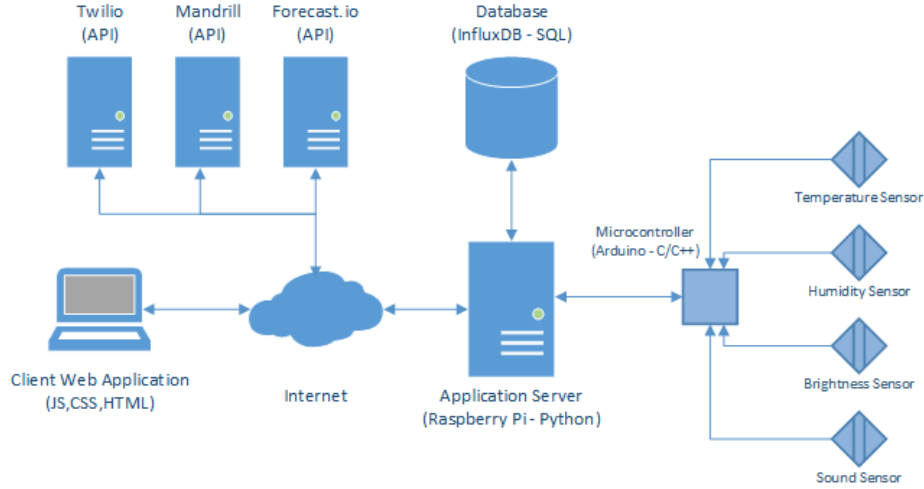 Twilio
(API)
Mandrill
(API)
Forecast.io
(API)
Database
(InfluxDB - SQL)
Temperature Sensor
Microcontroller
(Arduino - C/C++)
Humidity Sensor
Client Web Application
(JS,CSS,HTML)
Internet
Application Server
(Raspberry Pi - Python)
Brightness Sensor
Sound Sensor